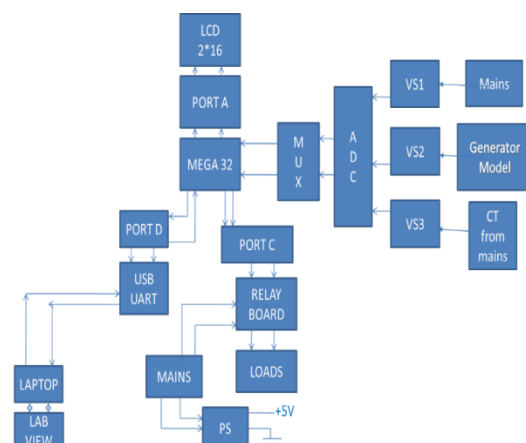 LCD
2*16
PORT A
MEGA 32
M
U
X
A
D
C
VS1
Mains
VS2
Generator
Model
VS3
CT
from
mains
PORT D
USB
UART
PORT C
RELAY
BOARD
LOADS
MAINS
LAPTOP
LAB
VIEW
PS
+5V